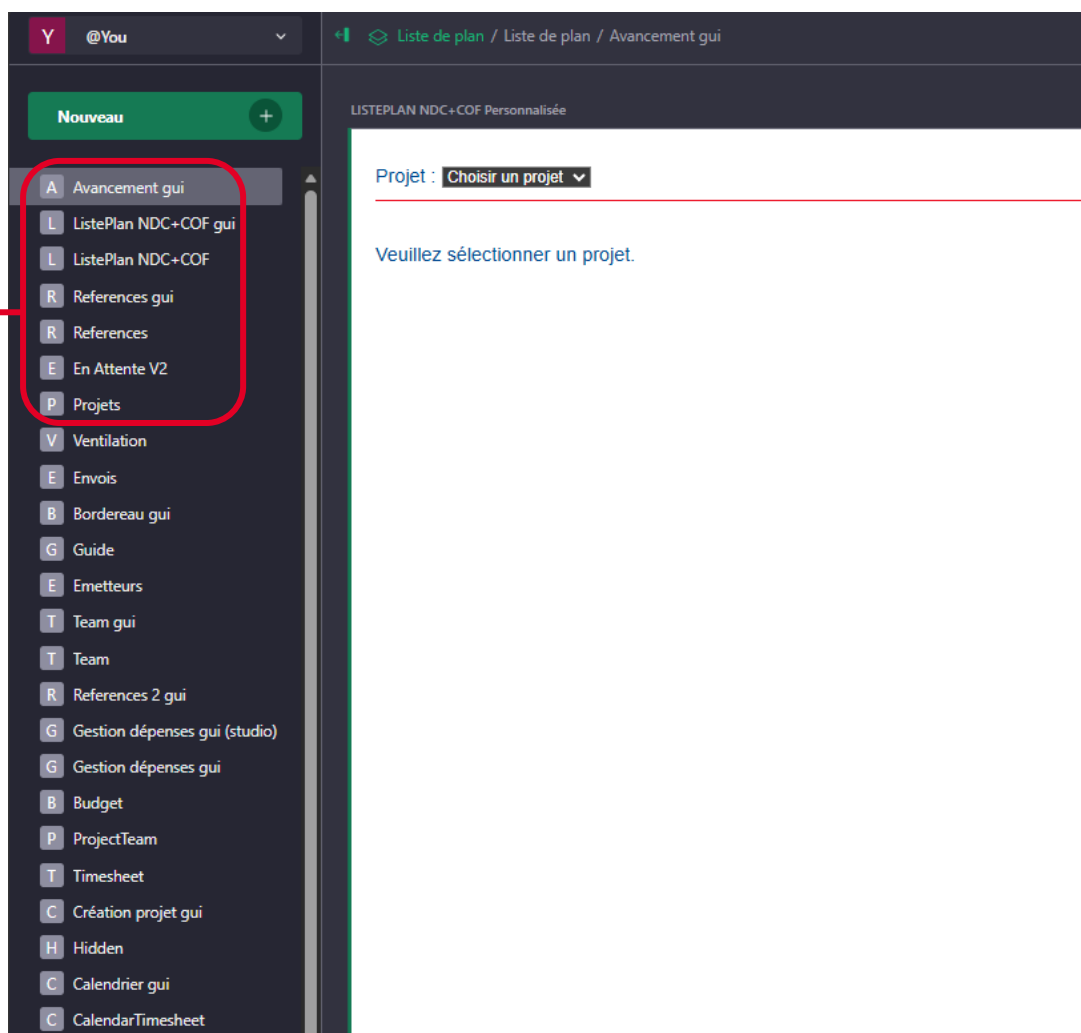 Y @You
Liste de plan / Liste de plan / Avancement gui
Nouveau +
LISTEPLAN NDC+COF Personnalisée
Projet : Choisir un projet
Veuillez sélectionner un projet.
A Avancement gui
L ListePlan NDC+COF gui
L ListePlan NDC+COF
R References gui
R References
E En Attente V2
P Projets
V Ventilation
E Envois
B Bordereau gui
G Guide
E Emetteurs
T Team gui
T Team
R References 2 gui
G Gestion dépenses gui (studio)
G Gestion dépenses gui
B Budget
P ProjectTeam
T Timesheet
C Création projet gui
H Hidden
C Calendrier gui
C CalendarTimesheet